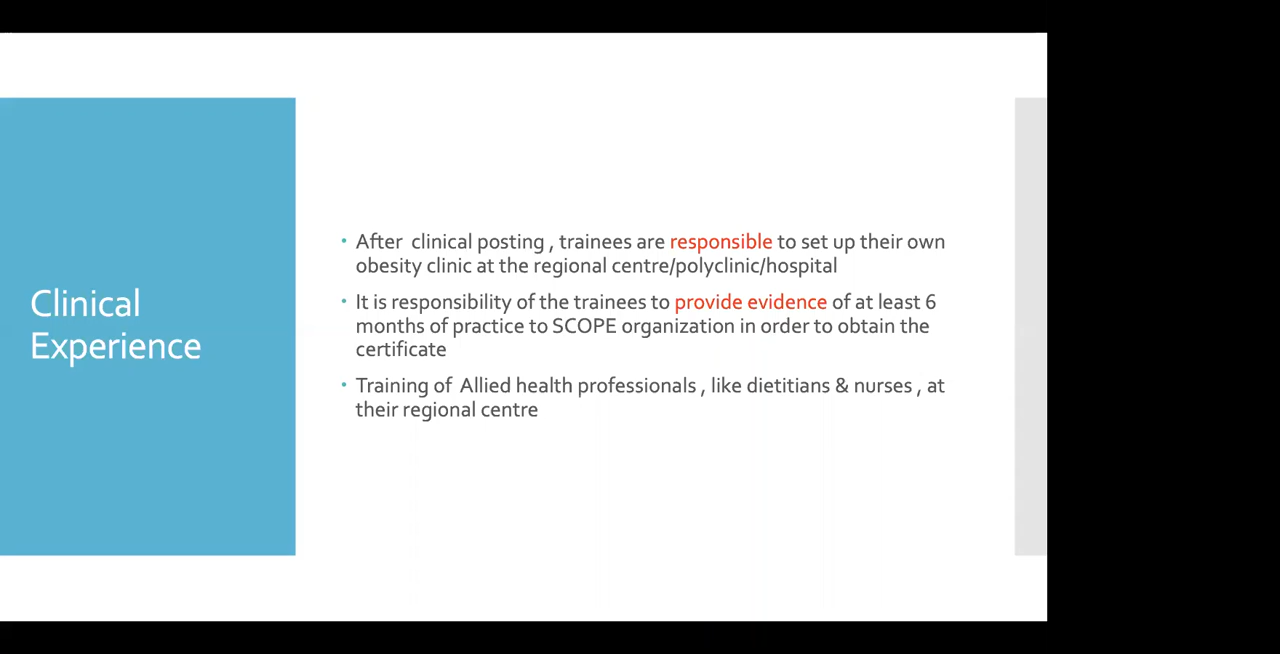 Clinical
Experience
• After  clinical posting , trainees are responsible to set up their own
obesity clinic at the regional centre/polyclinic/hospital
• It is responsibility of the trainees to provide evidence of at least 6
months of practice to SCOPE organization in order to obtain the
certificate
• Training of  Allied health professionals , like dietitians & nurses , at
their regional centre